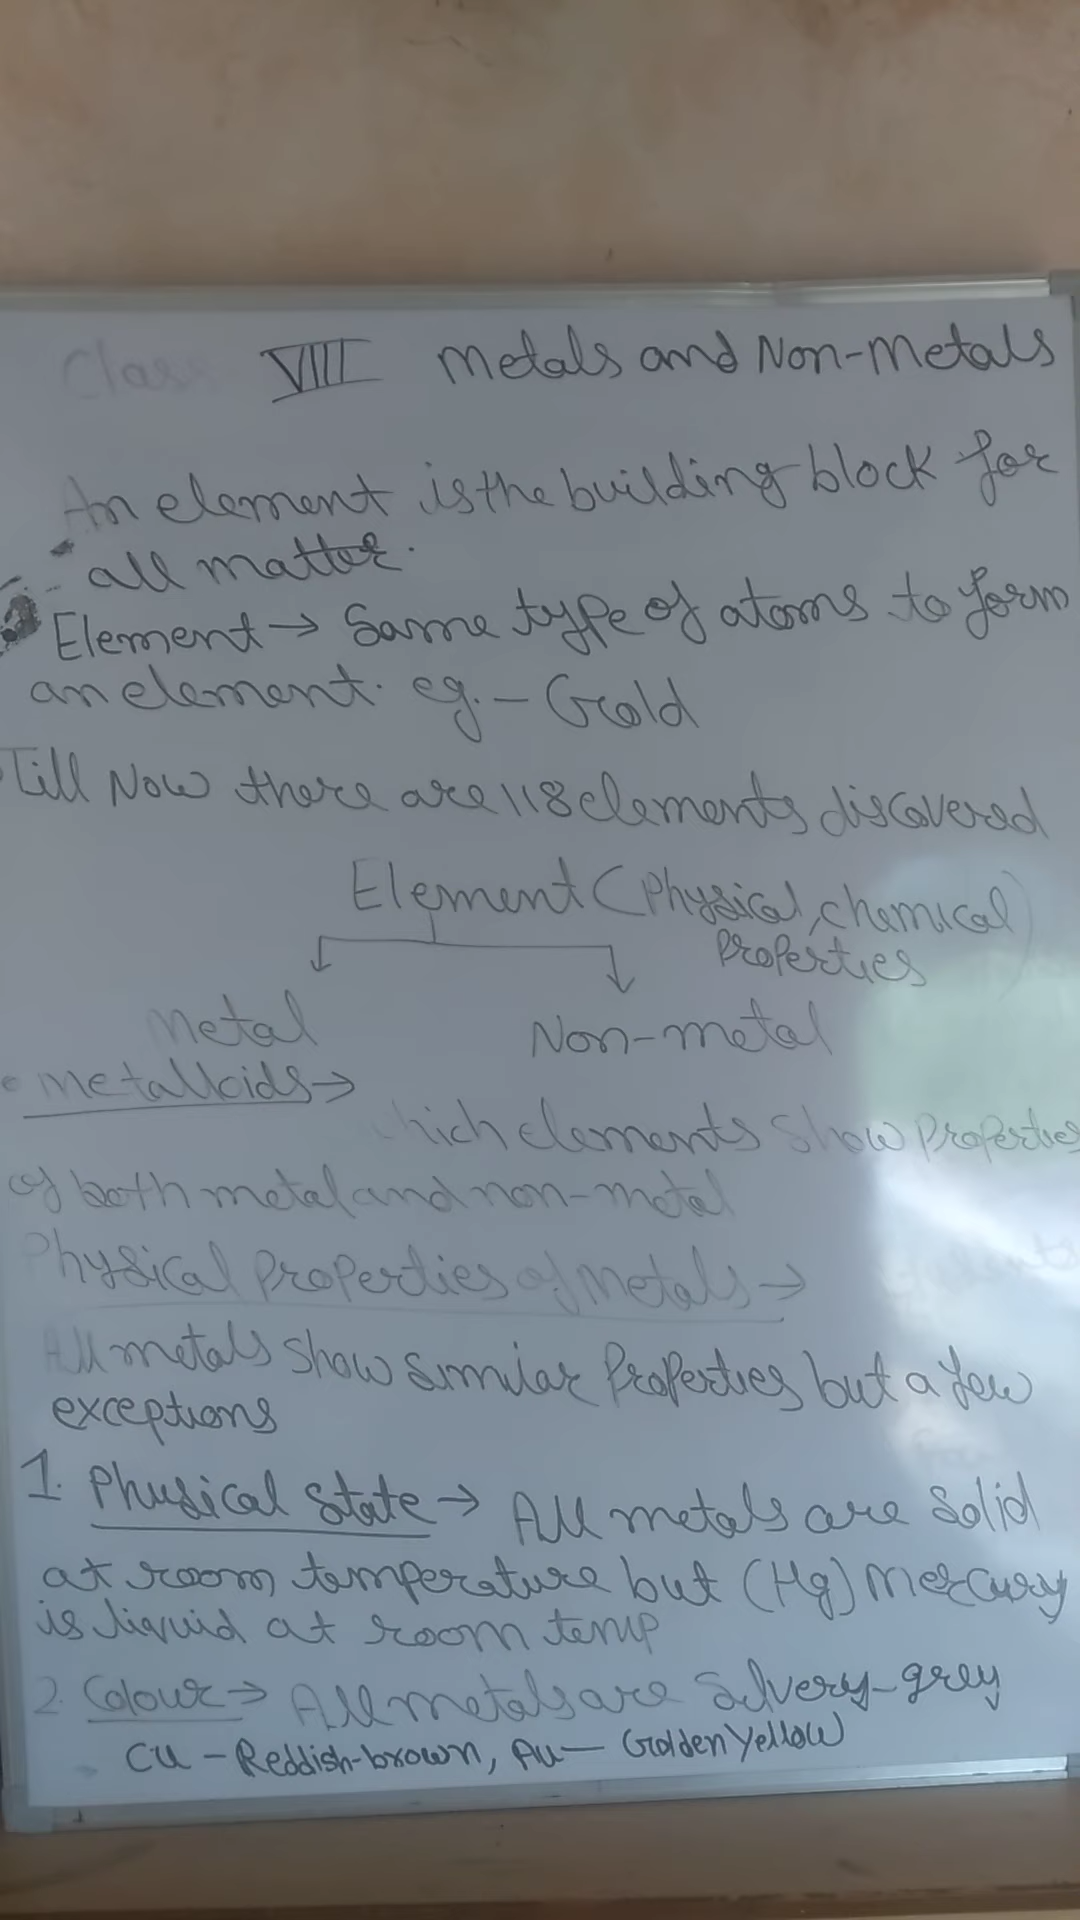 Class VIII Metals and Non-Metals
An element is the building block for
all matter.
Element → Same type of atoms to form
an element. eg. - Gold
Till Now there are 118 elements discovered
Element (Physical, chemical)
Properties
Metal Non-metal
Metalloids →
hich elements show Properties
of both metal and non-metal
Physical Properties of Metals →
All metals show similar Properties but a few
exceptions
1. Physical State → All metals are Solid
at room temperature but (Hg) Mercury
is liquid at room temp
2. Colour → All metals are Silvery-grey
Cu - Reddish-brown, Au - Golden Yellow